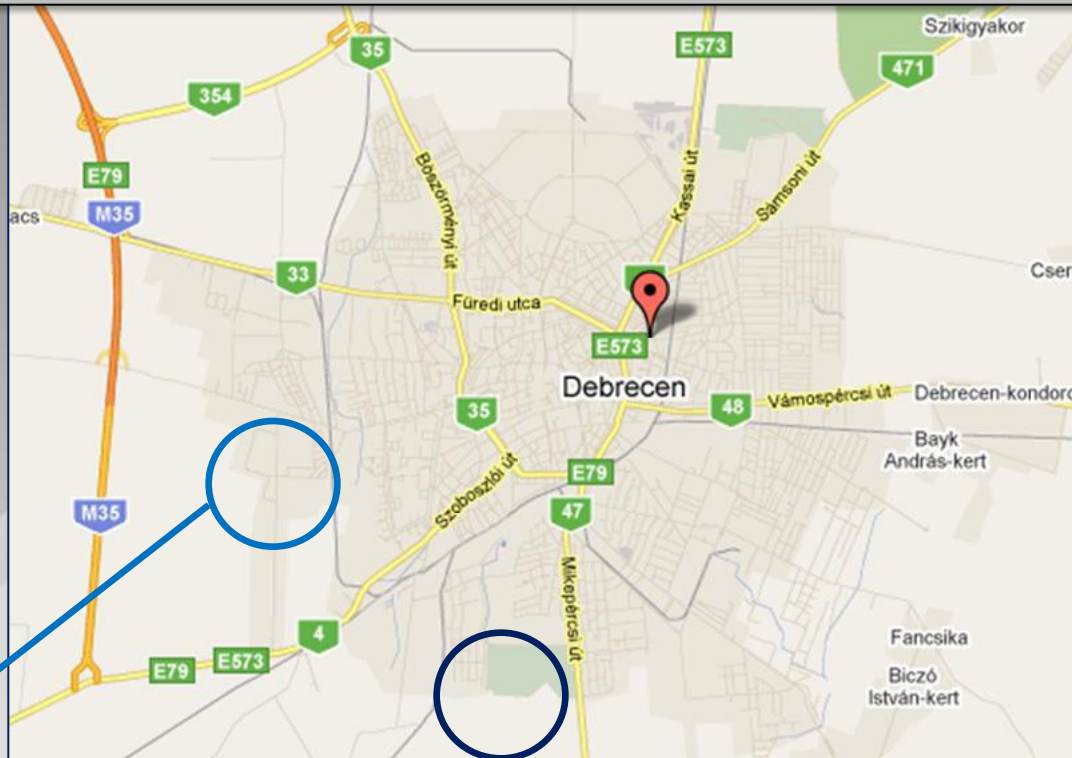 Szikigyakor
35
E573
471
354
Böszörményi út
Kassai út
Sámsoni út
E79
M35
acs
33
Cser
Füredi utca
E573
Debrecen
35
48
Vámospércsi út
Debrecen-kondoro
Bayk
András-kert
Szoboszlói út
E79
M35
47
Mikepércsi út
4
Fancsika
E79
E573
Biczó
István-kert